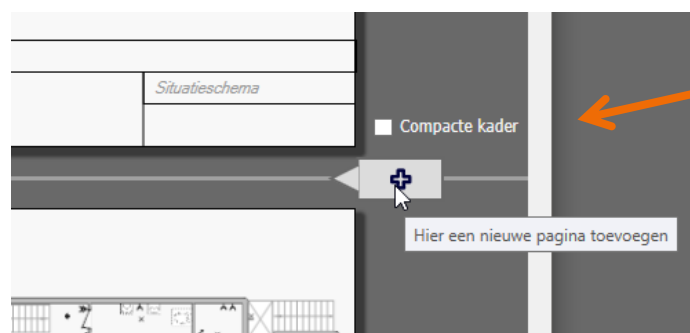 Situatieschema
Compacte kader
Hier een nieuwe pagina toevoegen